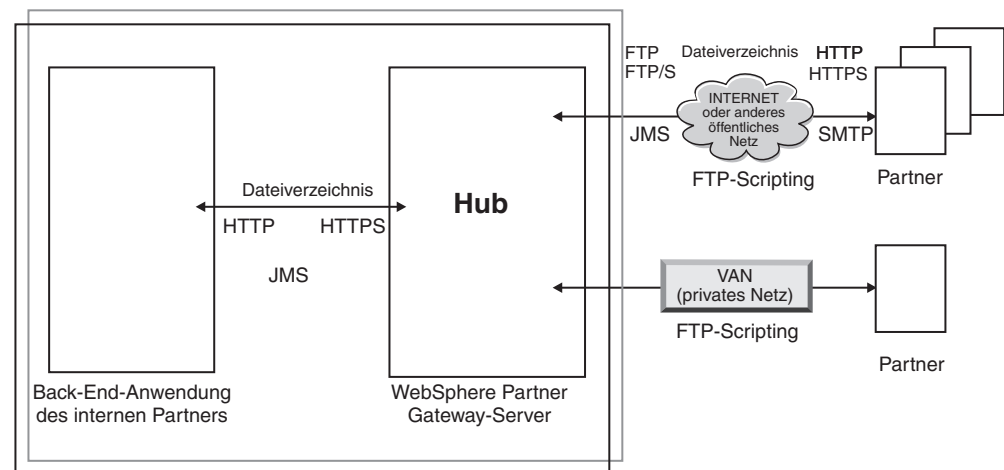 FTP Dateiverzeichnis HTTP
FTP/S HTTPS
INTERNET
oder anderes
öffentliches
Netz
JMS SMTP
FTP-Scripting Partner
Dateiverzeichnis
Hub
HTTP HTTPS
JMS
VAN
(privates Netz)
FTP-Scripting
Partner
Back-End-Anwendung
des internen Partners
WebSphere Partner
Gateway-Server